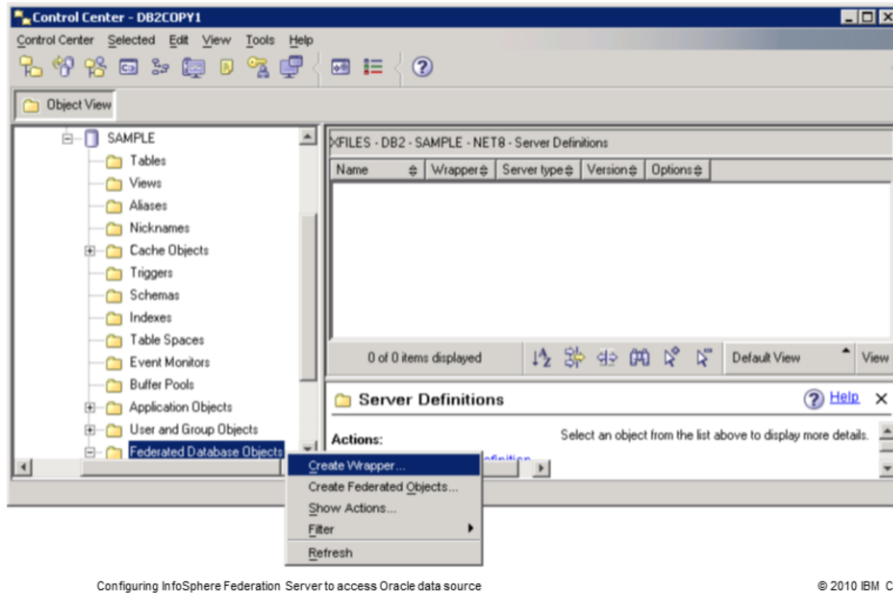 Control Center - DB2COPY1
Control Center Selected Edit View Tools Help
Object View
SAMPLE
Tables
Views
Aliases
Nicknames
Cache Objects
Triggers
Schemas
Indexes
Table Spaces
Event Monitors
Buffer Pools
Application Objects
User and Group Objects
Federated Database Objects
XFILES - DB2 - SAMPLE - NET8 - Server Definitions
Name Wrapper Server type Version Options
0 of 0 items displayed
Default View View
Server Definitions
Help
Actions:
Select an object from the list above to display more details.
Create Wrapper...
Create Federated Objects...
Show Actions...
Filter
Refresh
Configuring InfoSphere Federation Server to access Oracle data source
© 2010 IBM C